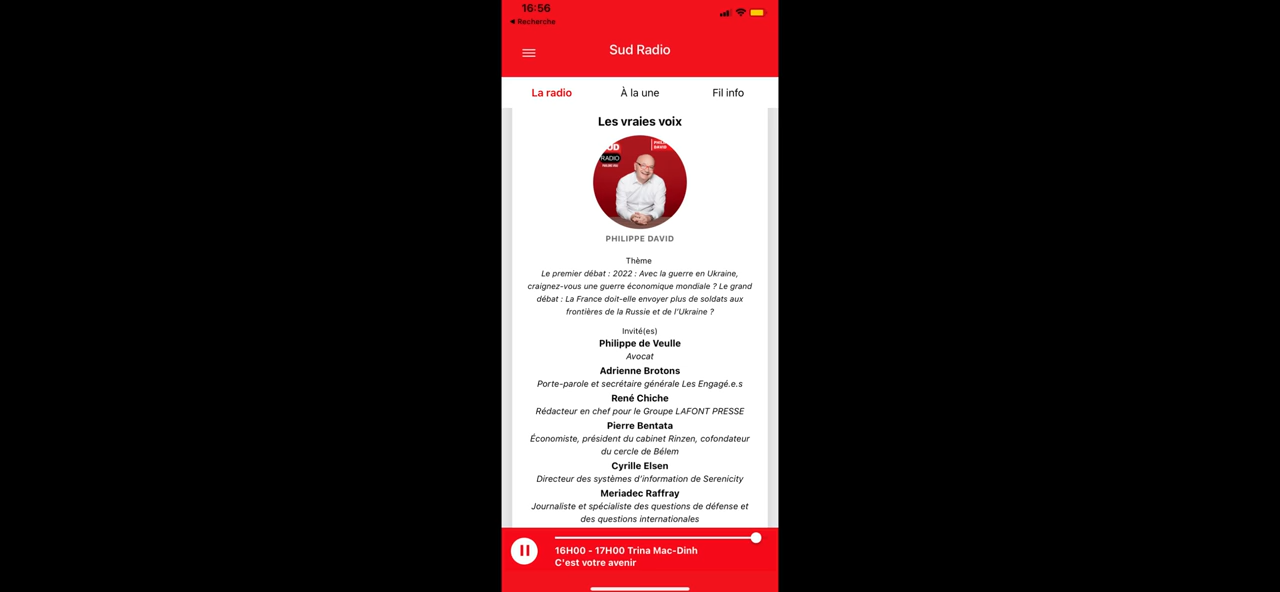 16:56
◀ Recherche
Sud Radio
La radio
À la une
Fil info
Les vraies voix
UD
RADIO
DAVID
PHILIPPE DAVID
Thème
Le premier débat : 2022 : Avec la guerre en Ukraine,
craignez-vous une guerre économique mondiale ? Le grand
débat : La France doit-elle envoyer plus de soldats aux
frontières de la Russie et de l'Ukraine ?
Invité(es)
Philippe de Veulle
Avocat
Adrienne Brotons
Porte-parole et secrétaire générale Les Engagé.e.s
René Chiche
Rédacteur en chef pour le Groupe LAFONT PRESSE
Pierre Bentata
Économiste, président du cabinet Rinzen, cofondateur
du cercle de Bélem
Cyrille Elsen
Directeur des systèmes d'information de Serenicity
Meriadec Raffray
Journaliste et spécialiste des questions de défense et
des questions internationales
16H00 - 17H00 Trina Mac-Dinh
C'est votre avenir